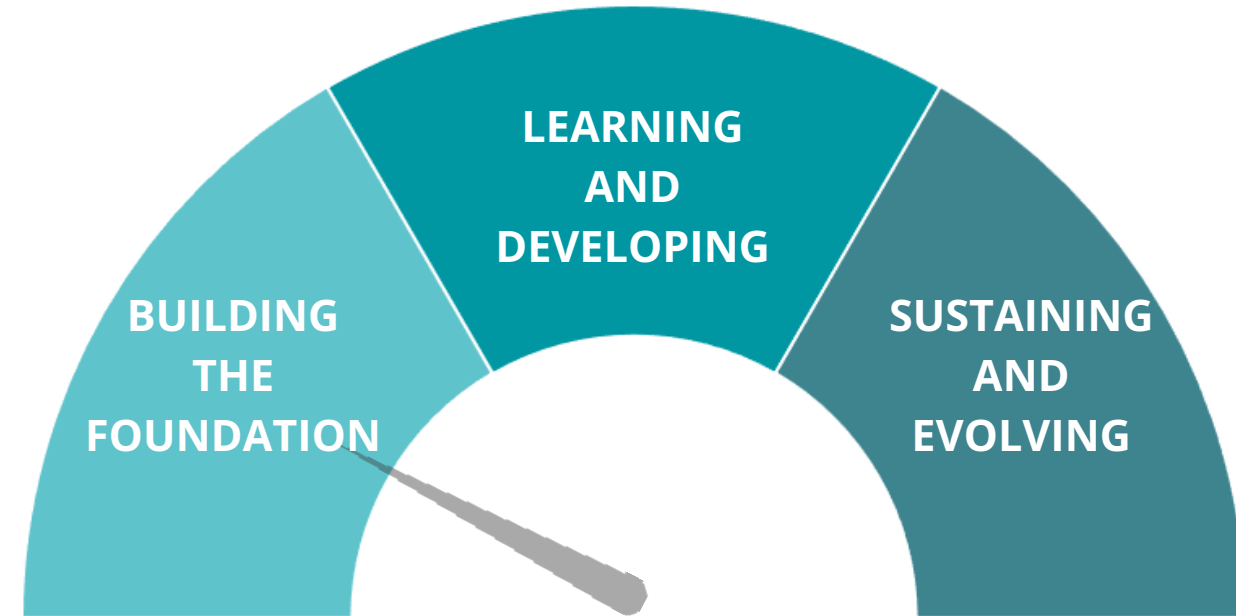 BUILDING
THE
FOUNDATION
LEARNING
AND
DEVELOPING
SUSTAINING
AND
EVOLVING